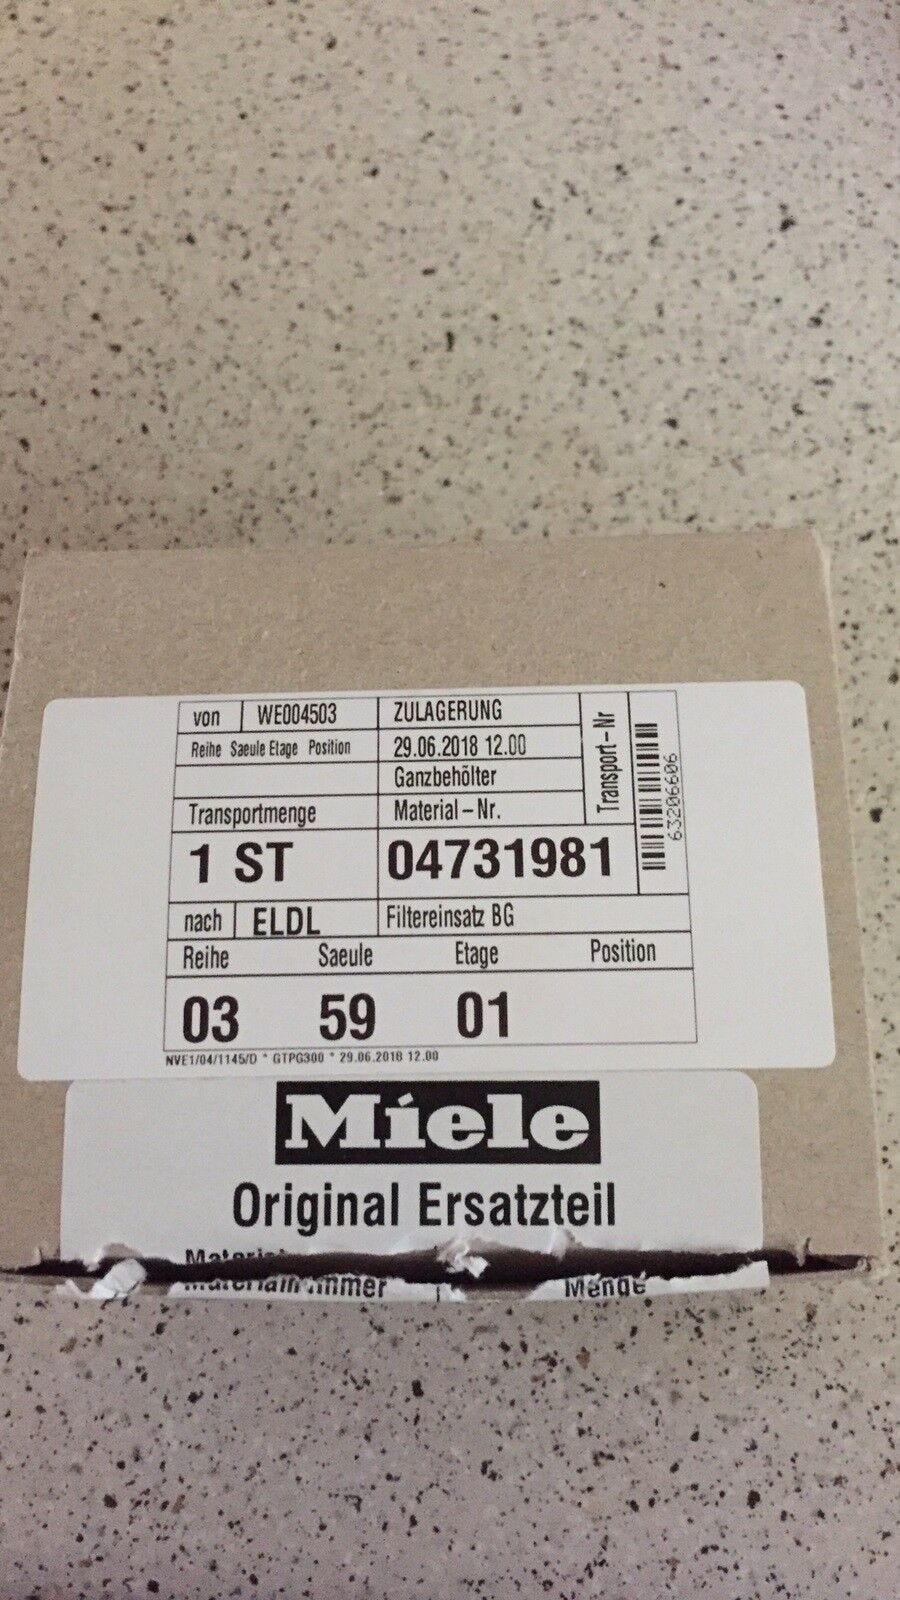 von WE004503 ZULAGERUNG
Reihe Saeule Etage Position 29.06.2018 12.00
Ganzbehölter
Transportmenge Material-Nr.
Transport-Nr
63206606
1 ST 04731981
nach ELDL Filtereinsatz BG
Reihe Saeule Etage Position
03 59 01
NVE1/04/1145/D * GTPG300 * 29.06.2018 12.00
Miele
Original Ersatzteil
Menge